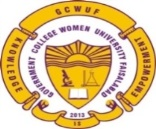 GCWUF
KNOWLEDGE
EMPOWERMENT
GOVERNMENT COLLEGE WOMEN UNIVERSITY FAISALABAD
2013